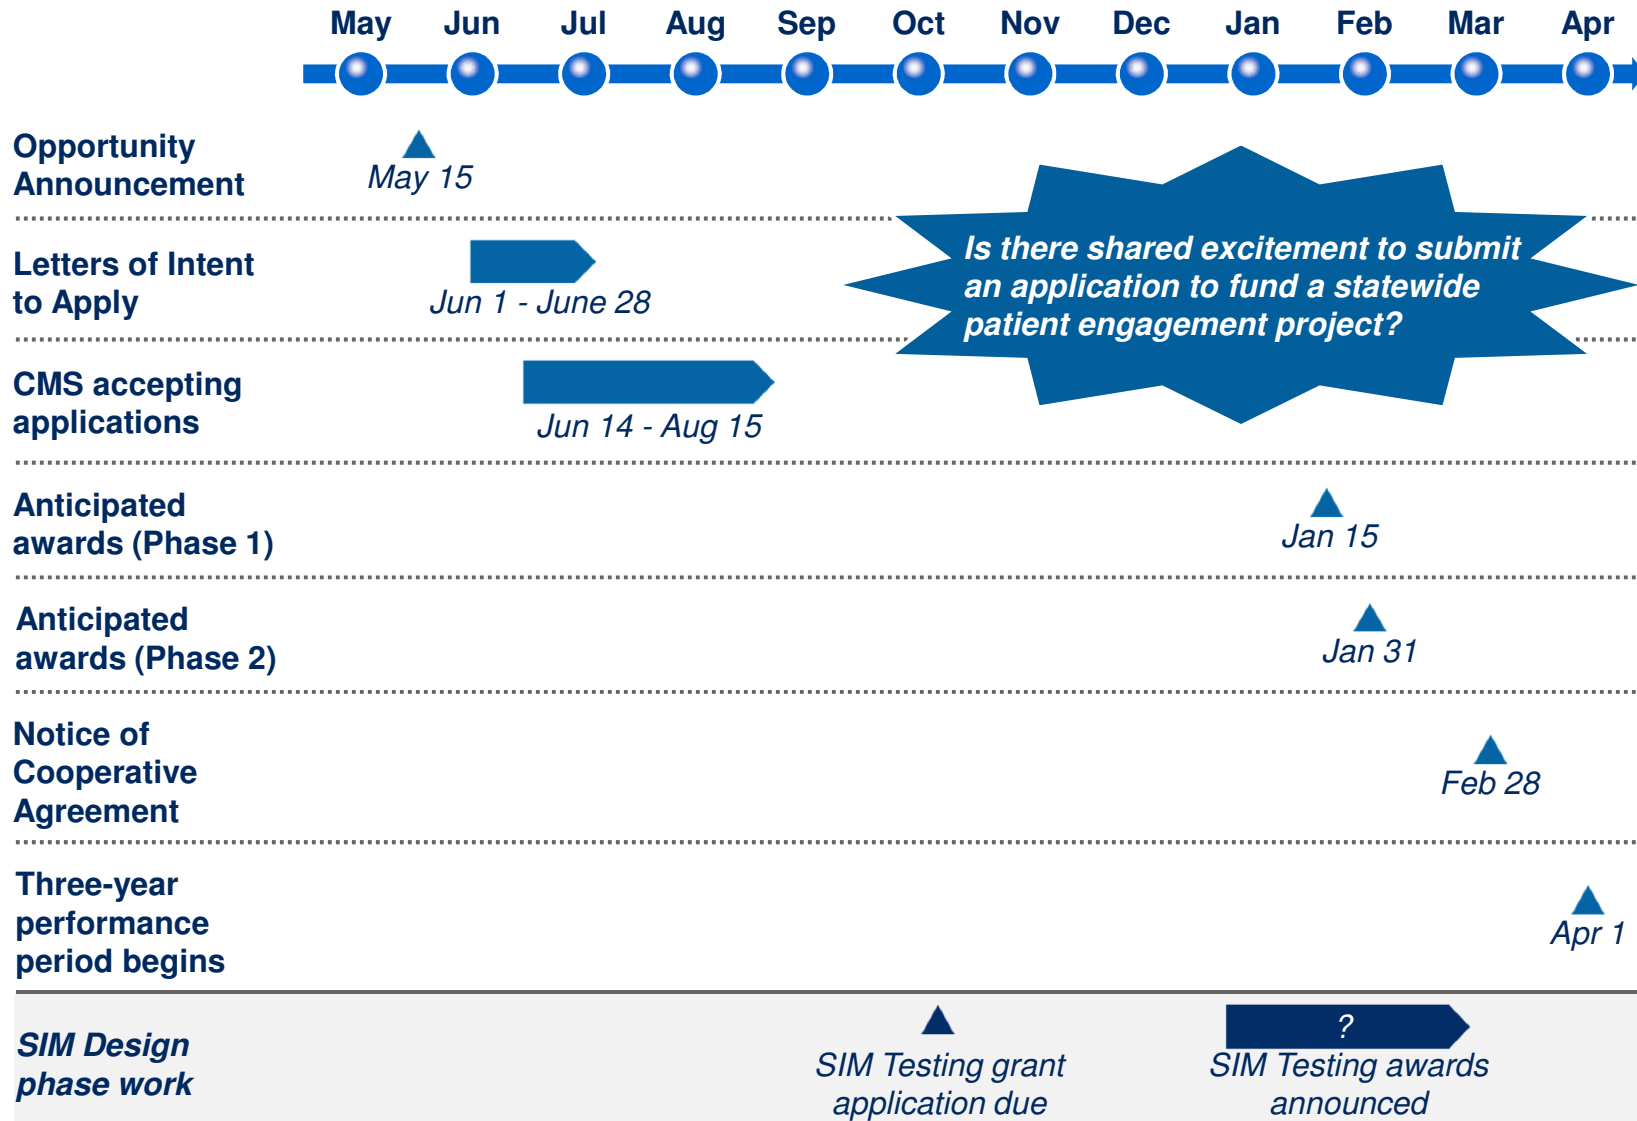 May Jun Jul Aug Sep Oct Nov Dec Jan Feb Mar Apr
Opportunity
Announcement
May 15
Is there shared excitement to submit
an application to fund a statewide
patient engagement project?
Letters of Intent
to Apply
Jun 1 - June 28
CMS accepting
applications
Jun 14 - Aug 15
Anticipated
awards (Phase 1)
Jan 15
Anticipated
awards (Phase 2)
Jan 31
Notice of
Cooperative
Agreement
Feb 28
Three-year
performance
period begins
Apr 1
SIM Design
phase work
SIM Testing grant
application due
?
SIM Testing awards
announced